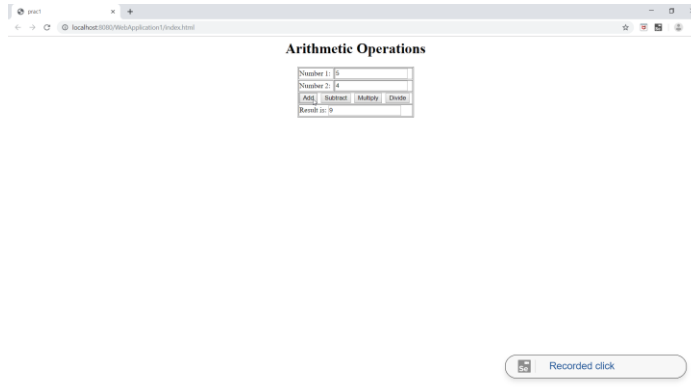 prac1
localhost:8080/WebApplication1/index.html
Arithmetic Operations
Number 1: 5
Number 2: 4
Add Subtract Multiply Divide
Result is: 9
Se Recorded click